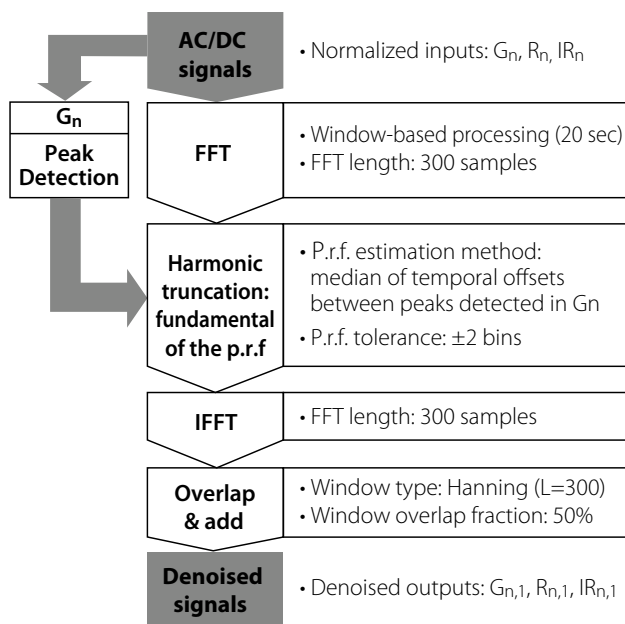 AC/DC
signals
• Normalized inputs: Gn, Rn, IRn
Gn
Peak
Detection
FFT
• Window-based processing (20 sec)
• FFT length: 300 samples
Harmonic
truncation:
fundamental
of the p.r.f
• P.r.f. estimation method:
median of temporal offsets
between peaks detected in Gn
• P.r.f. tolerance: ±2 bins
IFFT
• FFT length: 300 samples
Overlap
& add
• Window type: Hanning (L=300)
• Window overlap fraction: 50%
Denoised
signals
• Denoised outputs: Gn,1, Rn,1, IRn,1